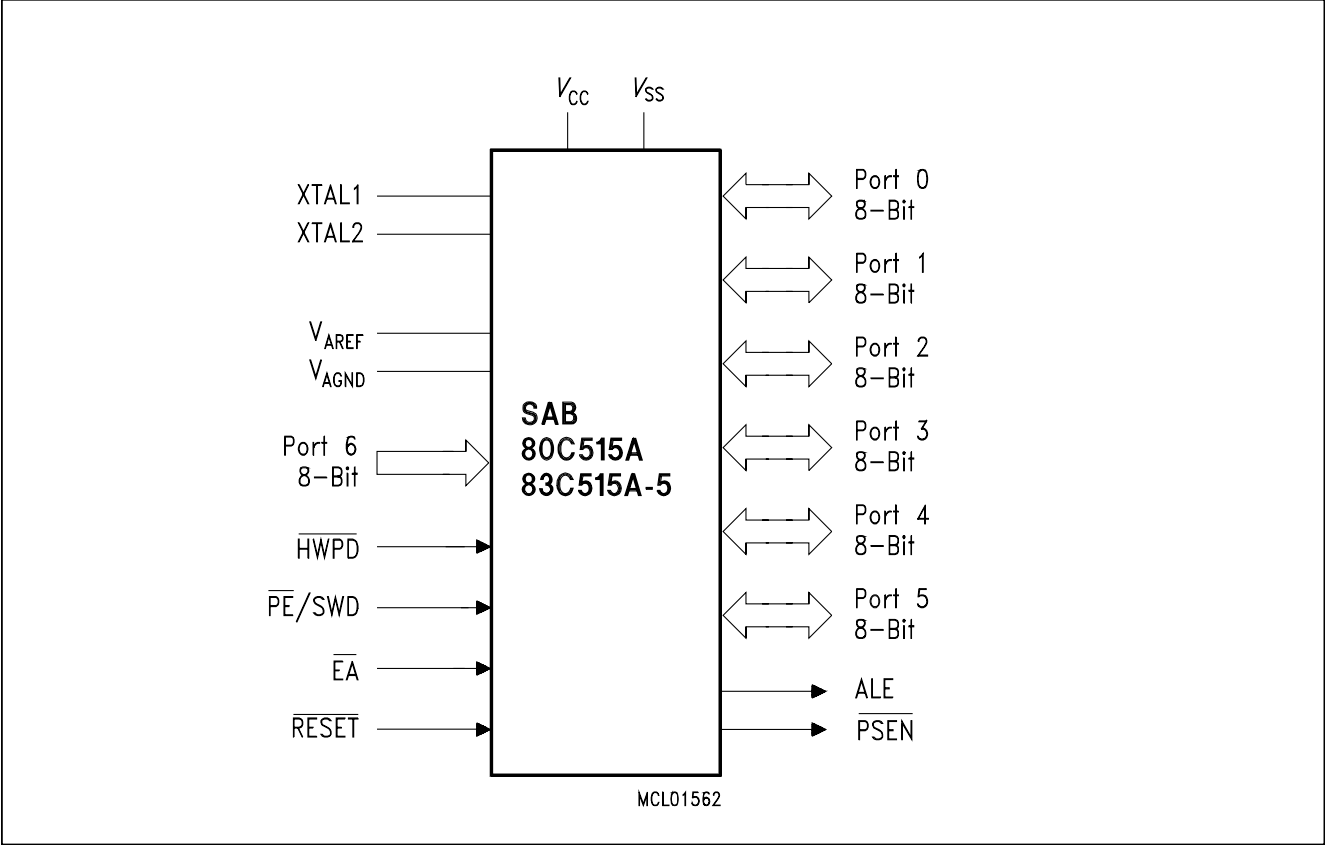 VCC VSS
XTAL1
XTAL2
VAREF
VAGND
Port 6
8-Bit
HWPD
PE/SWD
EA
RESET
SAB
80C515A
83C515A-5
Port 0
8-Bit
Port 1
8-Bit
Port 2
8-Bit
Port 3
8-Bit
Port 4
8-Bit
Port 5
8-Bit
ALE
PSEN
MCL01562